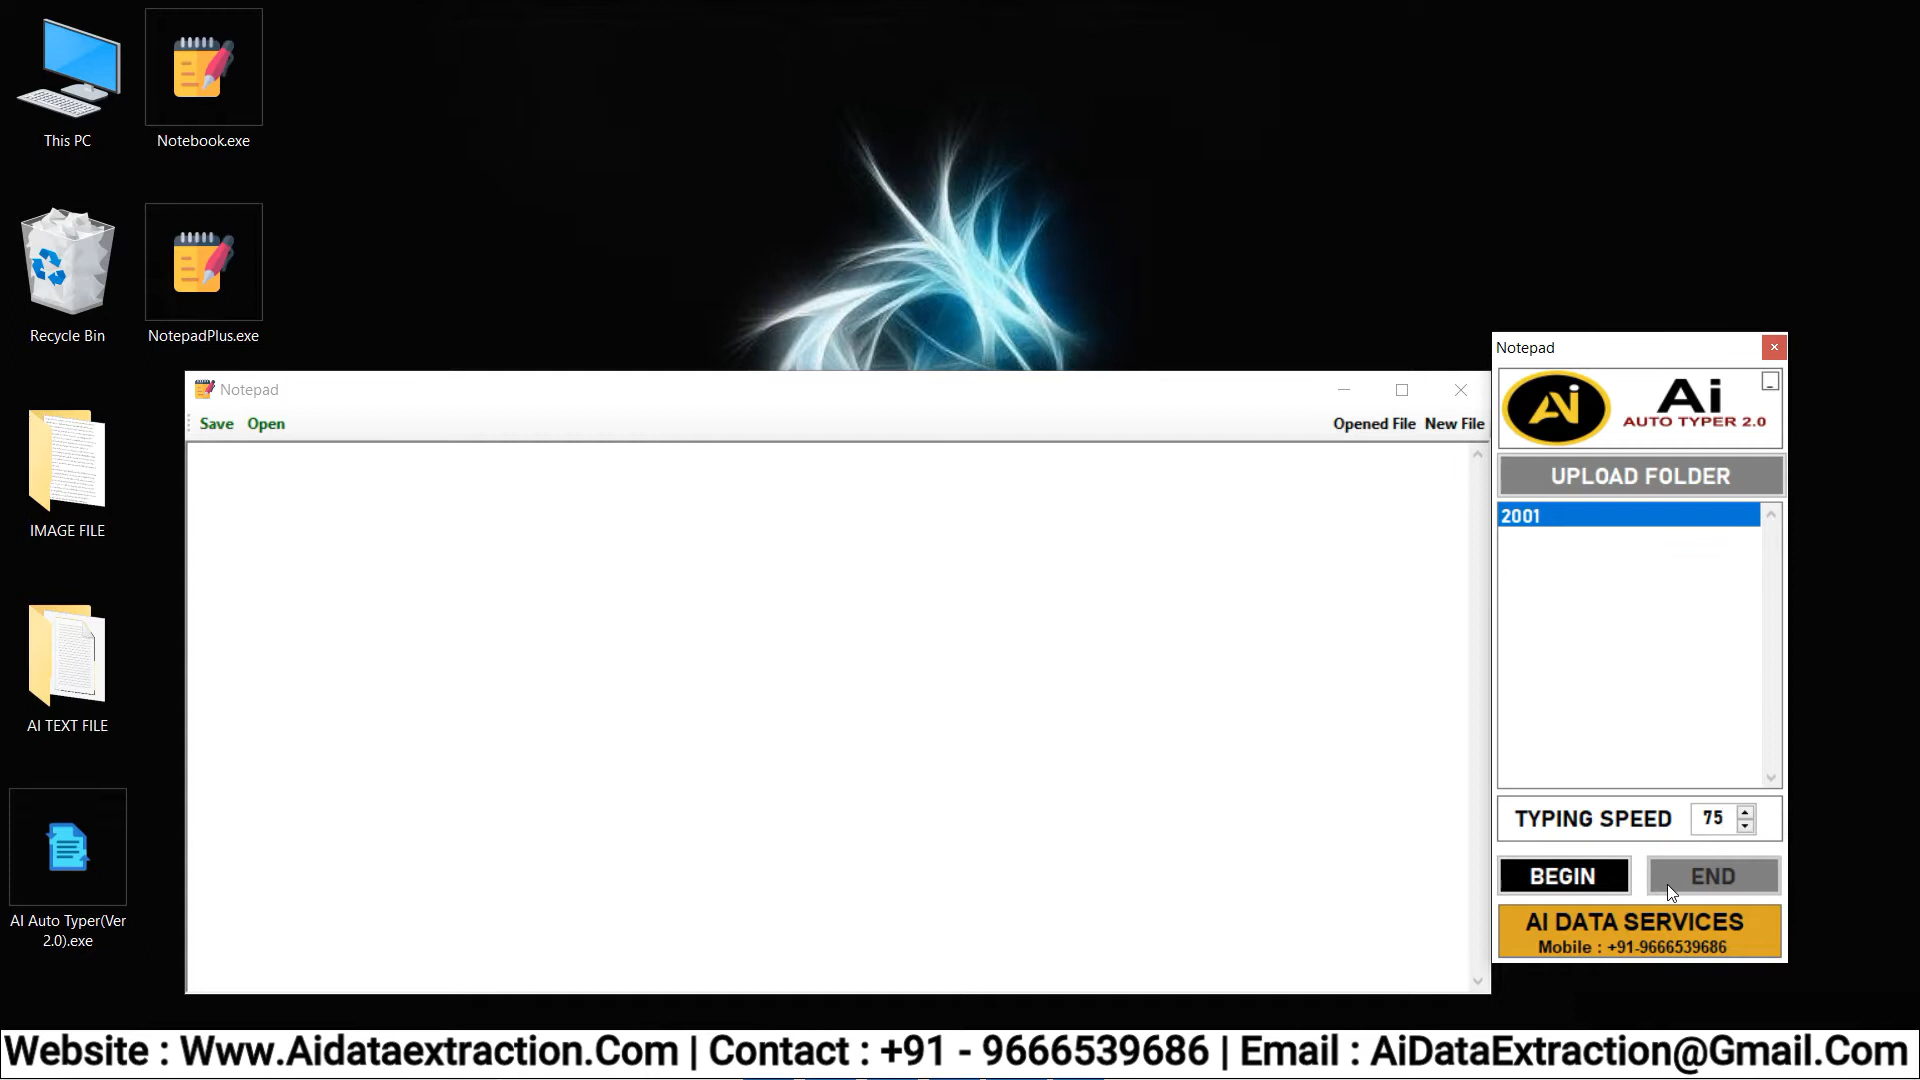 This PC
Notebook.exe
Recycle Bin
NotepadPlus.exe
IMAGE FILE
AI TEXT FILE
AI Auto Typer(Ver
2.0).exe
Notepad
Save Open
Opened File New File
Notepad
Ai
Ai
AUTO TYPER 2.0
UPLOAD FOLDER
2001
TYPING SPEED 75
BEGIN
END
AI DATA SERVICES
Mobile : +91-9666539686
Website : Www.Aidataextraction.Com | Contact : +91 - 9666539686 | Email : AiDataExtraction@Gmail.Com